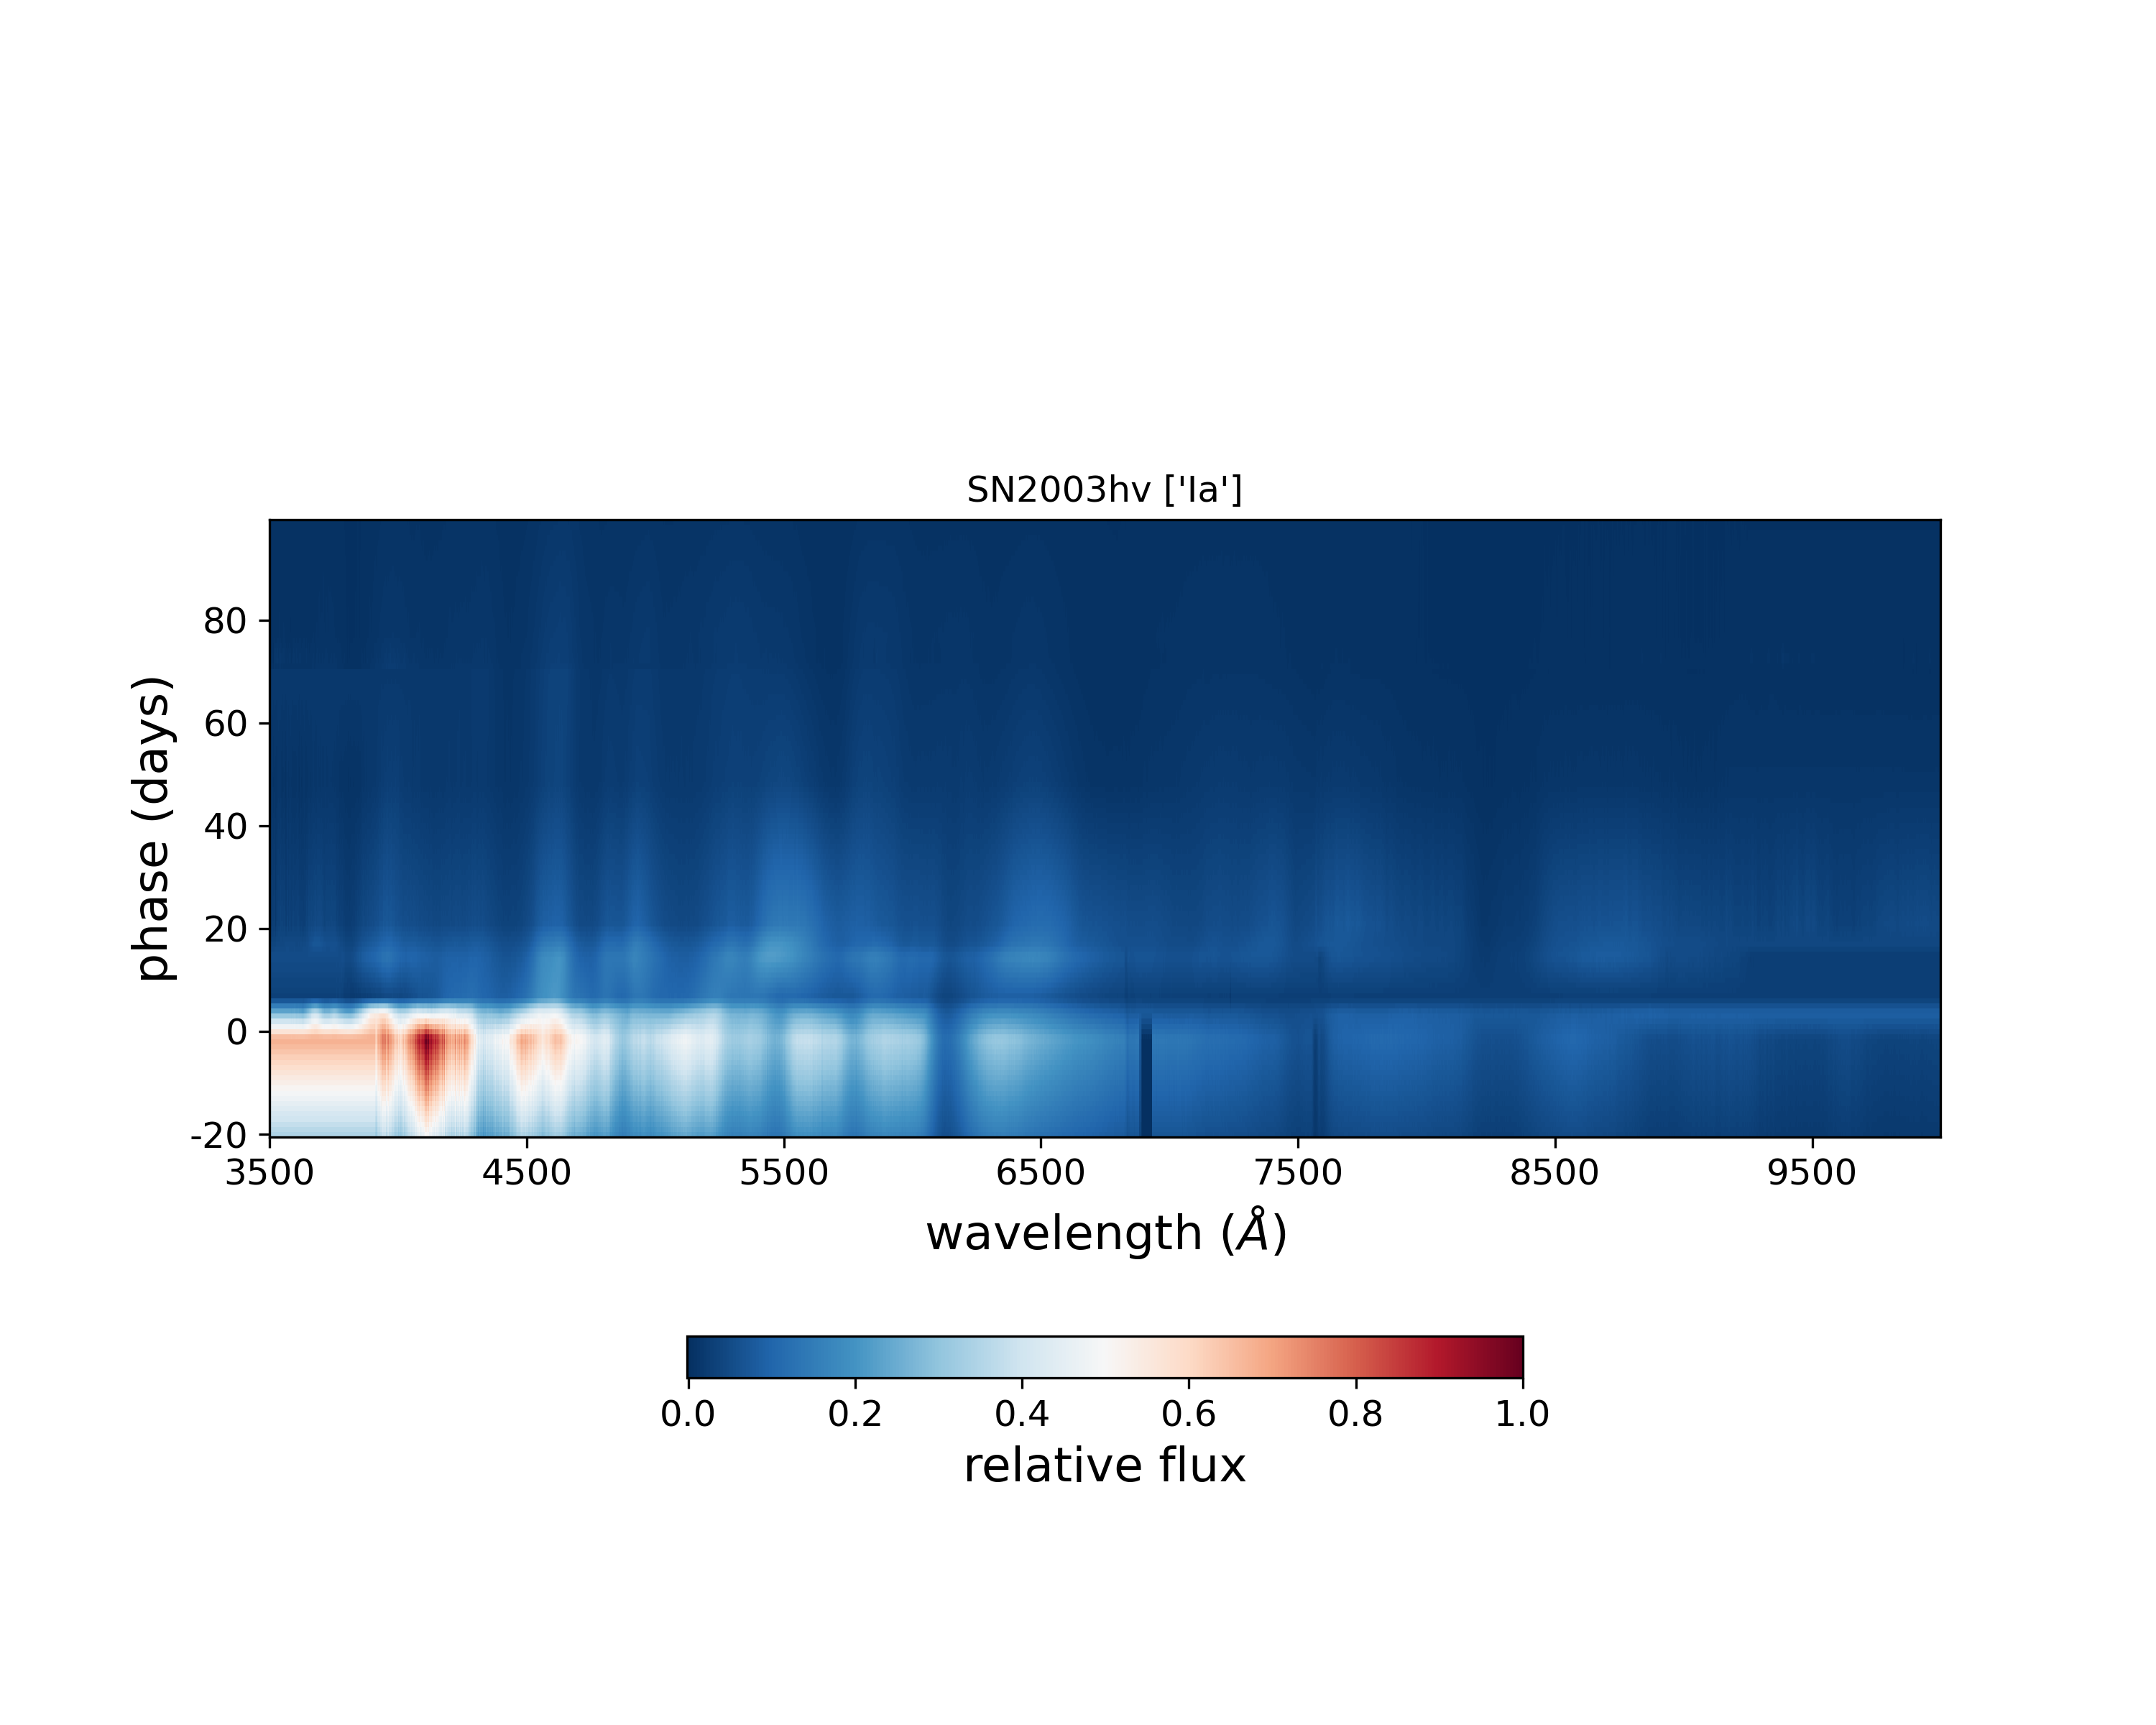 SN2003hv ['Ia']
phase (days)
80
60
40
20
0
-20
3500 4500 5500 6500 7500 8500 9500
wavelength (Å)
0.0 0.2 0.4 0.6 0.8 1.0
relative flux